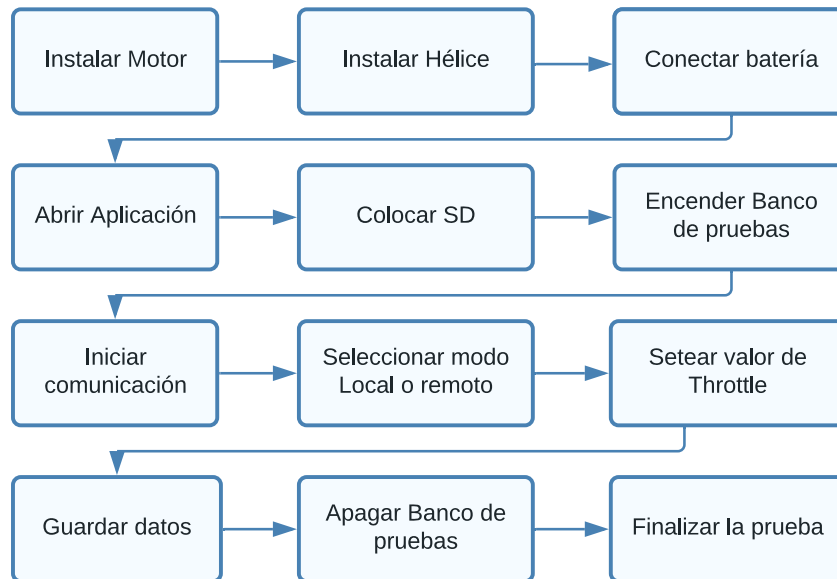 Instalar Motor
Instalar Hélice
Conectar batería
Abrir Aplicación
Colocar SD
Encender Banco
de pruebas
Iniciar
comunicación
Seleccionar modo
Local o remoto
Setear valor de
Throttle
Guardar datos
Apagar Banco de
pruebas
Finalizar la prueba